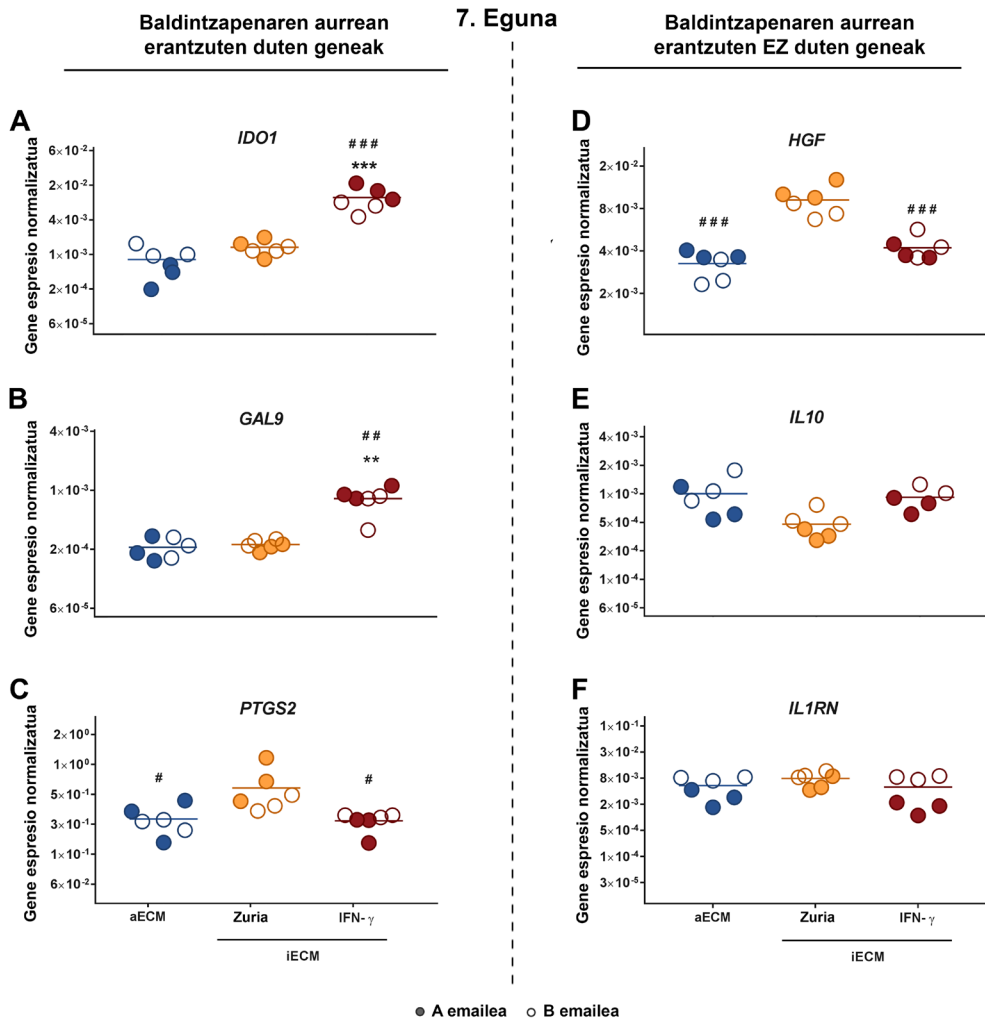 7. Eguna
Baldintzapenaren aurrean
erantzuten duten geneak
Baldintzapenaren aurrean
erantzuten EZ duten geneak
A
IDO1
Gene espresio normalizatua
6×10⁻²
2×10⁻²
4×10⁻³
1×10⁻³
2×10⁻⁴
6×10⁻⁵
###
***
B
GAL9
Gene espresio normalizatua
4×10⁻³
1×10⁻³
2×10⁻⁴
6×10⁻⁵
##
**
C
PTGS2
Gene espresio normalizatua
2×10⁰
1×10⁰
5×10⁻¹
3×10⁻¹
1×10⁻¹
6×10⁻²
#
#
aECM
Zuria
IFN-γ
iECM
D
HGF
Gene espresio normalizatua
2×10⁻²
8×10⁻³
4×10⁻³
2×10⁻³
###
###
E
IL10
Gene espresio normalizatua
4×10⁻³
1×10⁻³
5×10⁻⁴
1×10⁻⁴
6×10⁻⁵
F
IL1RN
Gene espresio normalizatua
1×10⁻¹
3×10⁻²
8×10⁻³
2×10⁻³
5×10⁻⁴
1×10⁻⁴
3×10⁻⁵
aECM
Zuria
IFN-γ
iECM
A emailea
B emailea